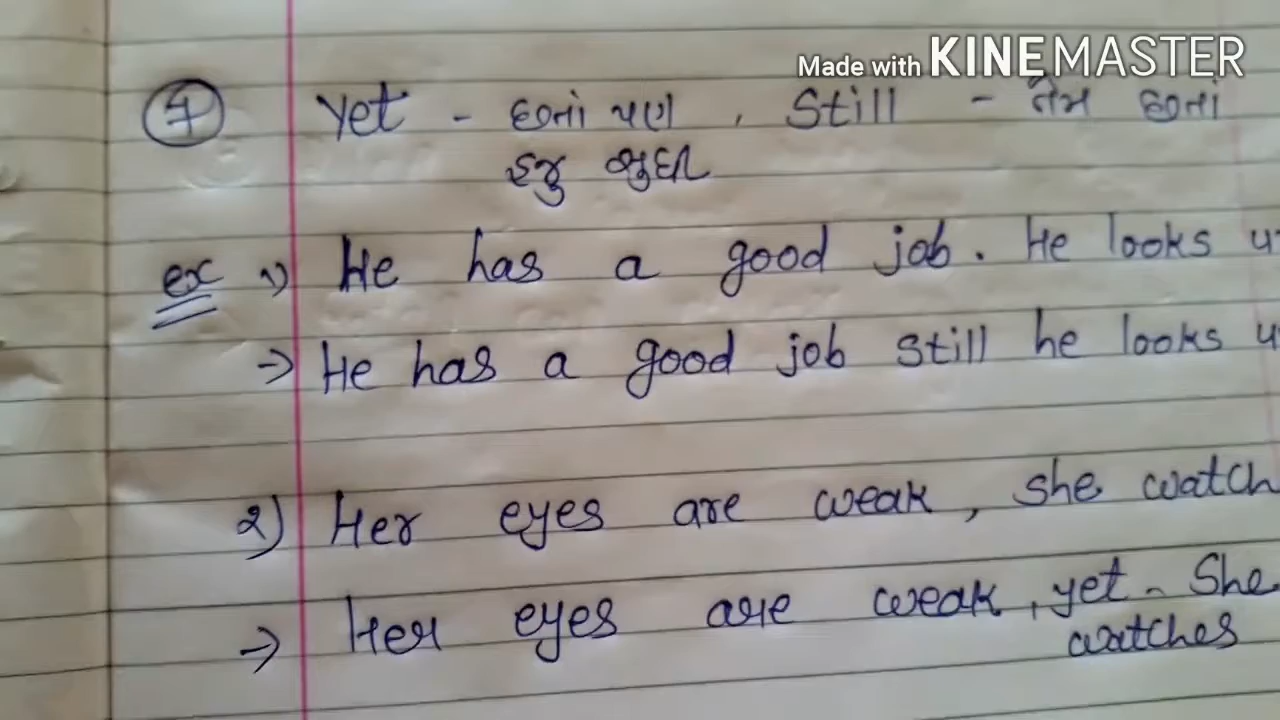 Made with KINEMASTER
7 Yet - છતાં પણ, Still - તેમ છતાં
હજુ સુધી
ex 1) He has a good job. He looks
→ He has a good job still he looks
2) Her eyes are weak, she watch
→ Her eyes are weak, yet - She
watches